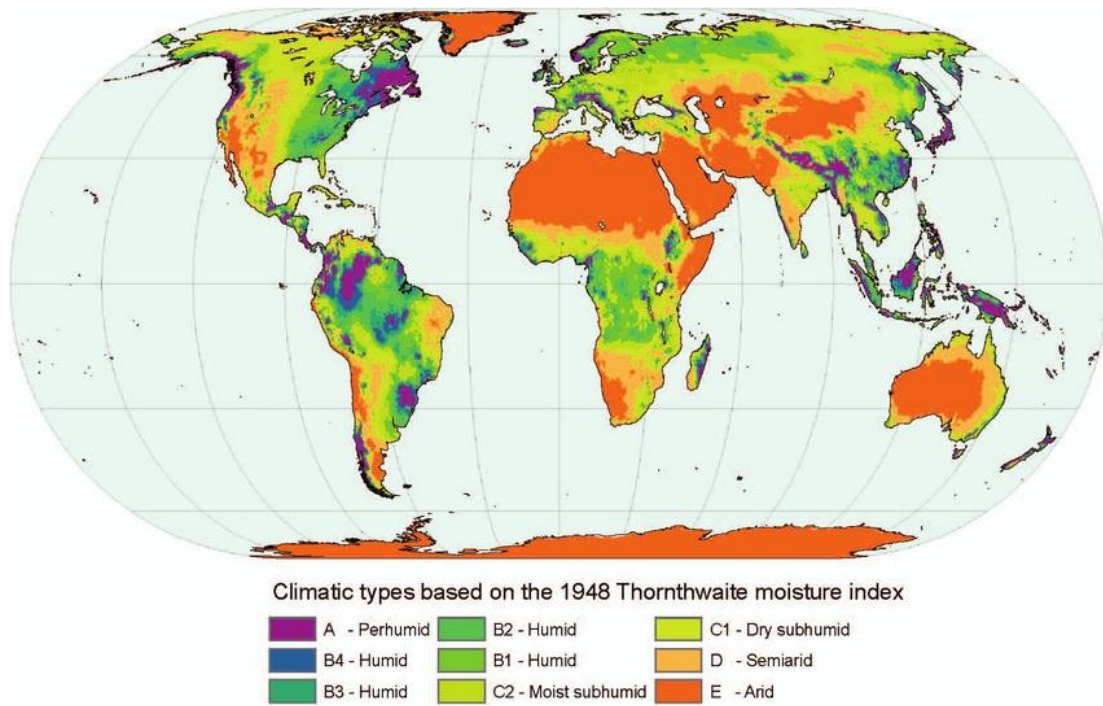 Climatic types based on the 1948 Thornthwaite moisture index
A - Perhumid
B4 - Humid
B3 - Humid
B2 - Humid
B1 - Humid
C2 - Moist subhumid
C1 - Dry subhumid
D - Semiarid
E - Arid